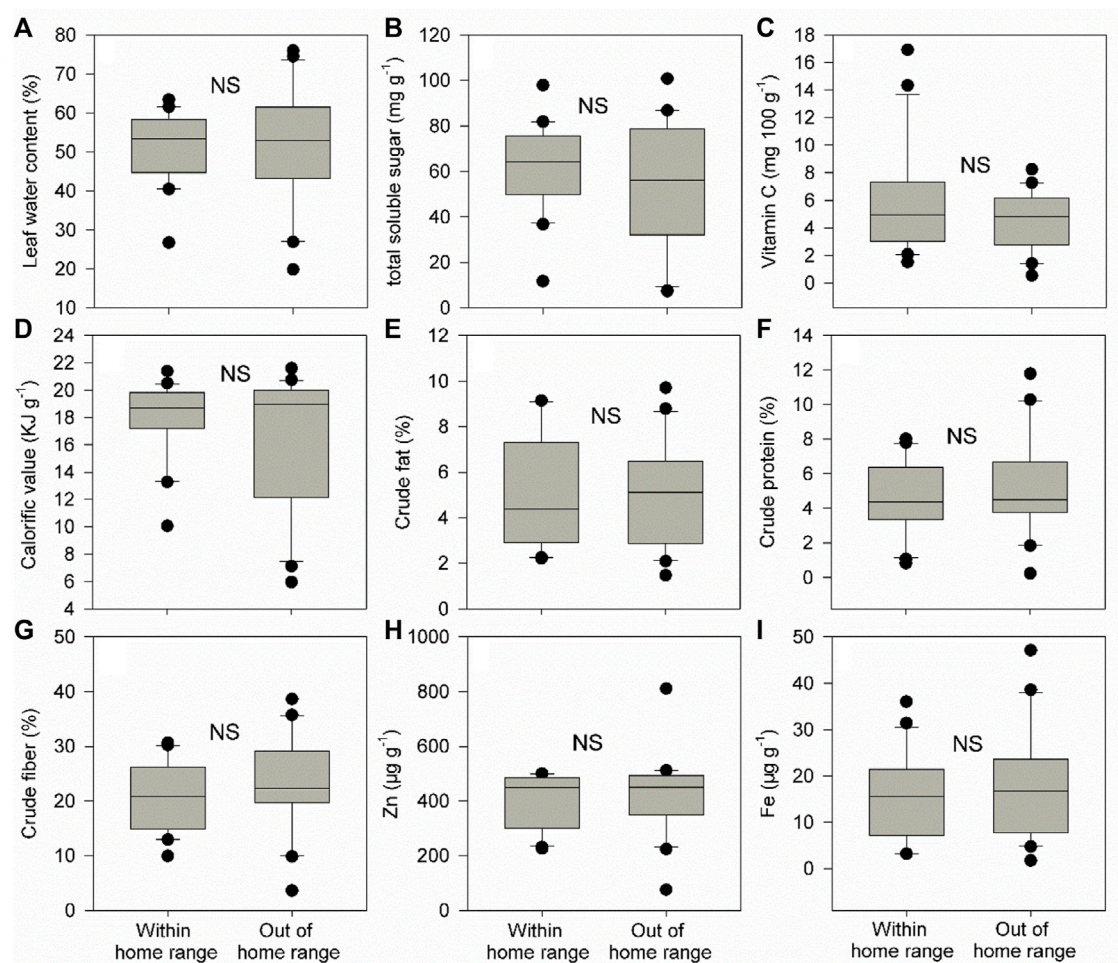 A
Leaf water content (%)
80
70
60
50
40
30
20
10
NS
B
total soluble sugar (mg g⁻¹)
120
100
80
60
40
20
0
NS
C
Vitamin C (mg 100 g⁻¹)
18
16
14
12
10
8
6
4
2
0
NS
D
Calorific value (KJ g⁻¹)
24
22
20
18
16
14
12
10
8
6
4
NS
E
Crude fat (%)
12
10
8
6
4
2
0
NS
F
Crude protein (%)
14
12
10
8
6
4
2
0
NS
G
Crude fiber (%)
50
40
30
20
10
0
NS
Within
home range
Out of
home range
H
Zn (μg g⁻¹)
1000
800
600
400
200
0
NS
Within
home range
Out of
home range
I
Fe (μg g⁻¹)
50
40
30
20
10
0
NS
Within
home range
Out of
home range